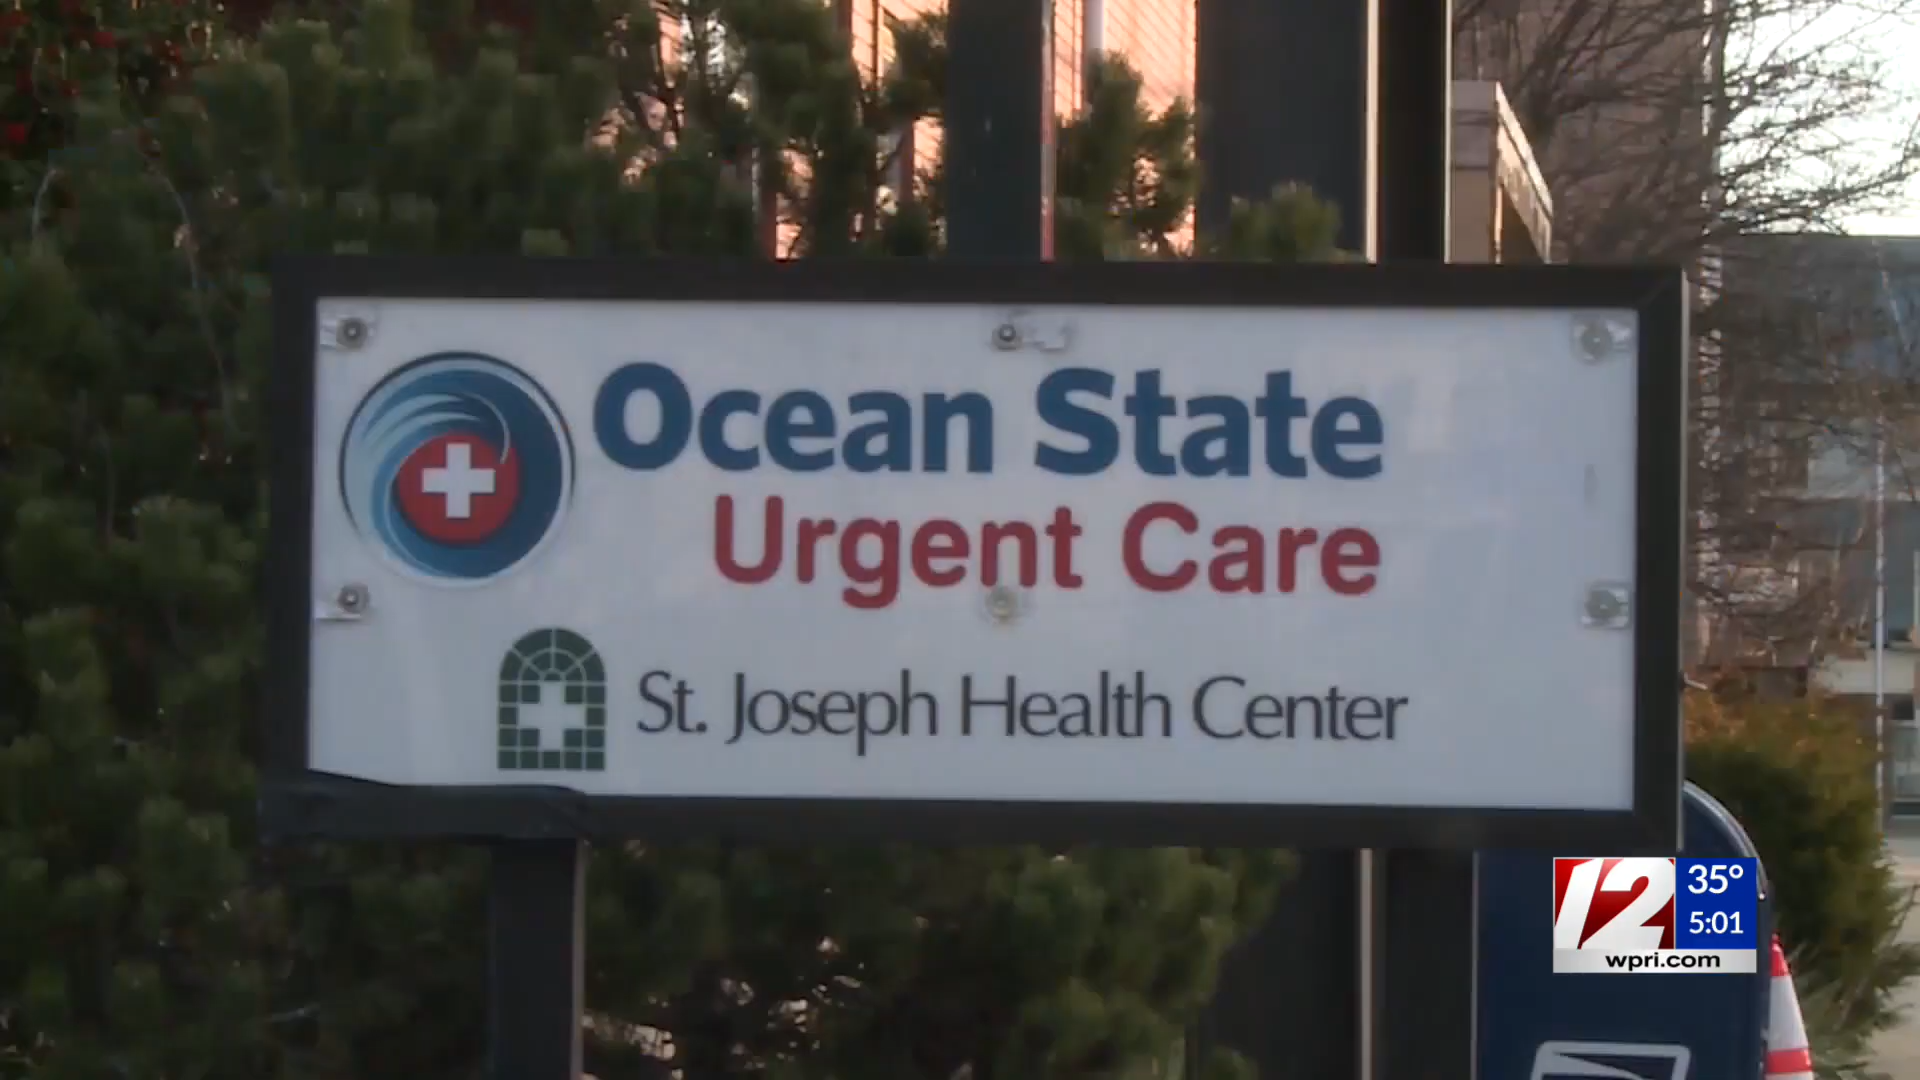 Ocean State
Urgent Care
St. Joseph Health Center
12
35°
5:01
wpri.com